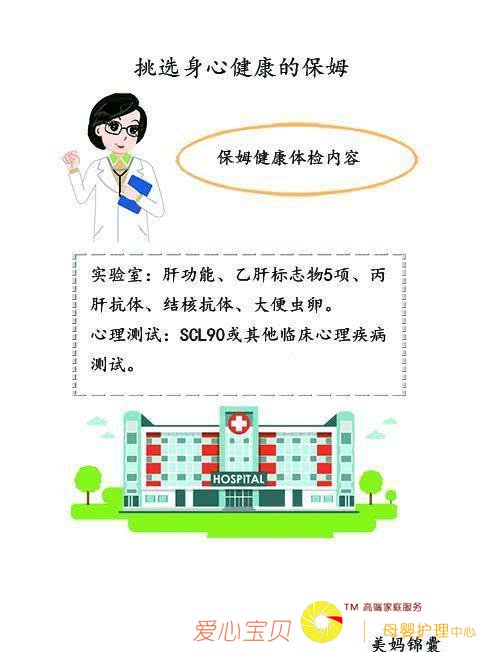 挑选身心健康的保姆
保姆健康体检内容
实验室：肝功能、乙肝标志物5项、丙
肝抗体、结核抗体、大便虫卵。
心理测试：SCL90或其他临床心理疾病
测试。
HOSPITAL
TM 高端家庭服务
爱心宝贝
母婴护理中心
美妈锦囊